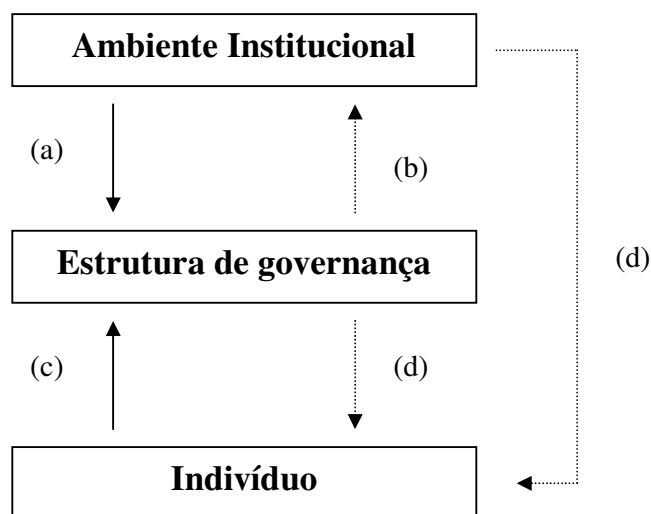 Ambiente Institucional
(a)
(b)
Estrutura de governança
(d)
(c)
(d)
Indivíduo